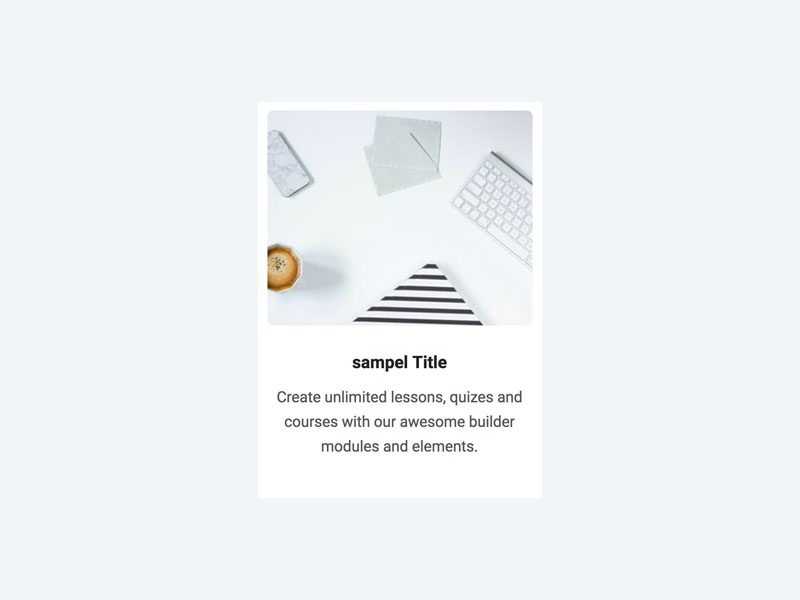 sampel Title
Create unlimited lessons, quizes and
courses with our awesome builder
modules and elements.